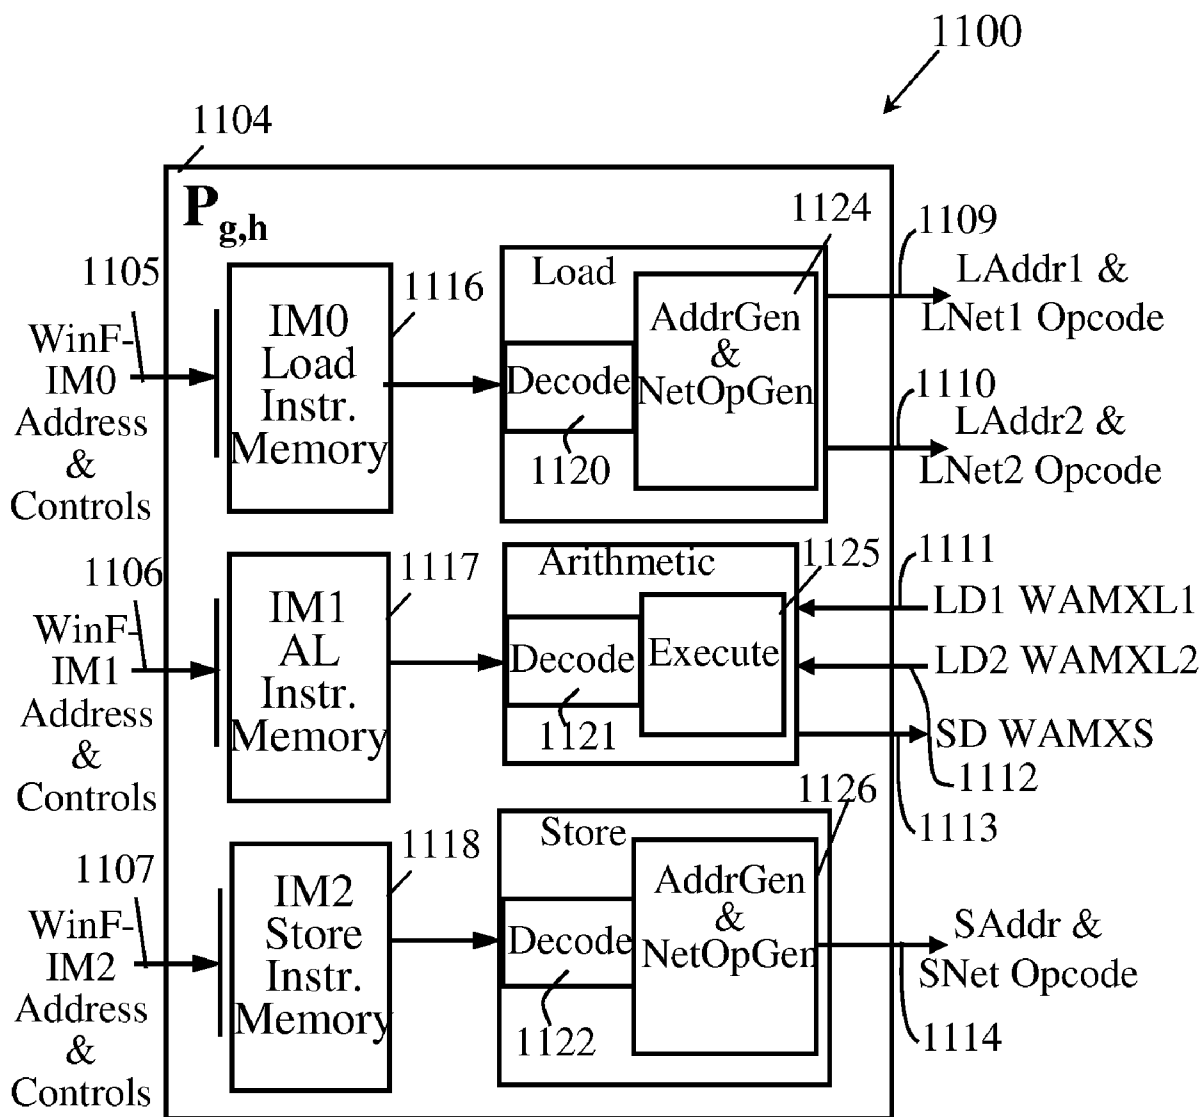 1100
1104
P g,h
1105
WinF-
IM0
Address
&
Controls
IM0
Load
Instr.
Memory
1116
Load
Decode
1120
AddrGen
&
NetOpGen
1124
1109
LAddr1 &
LNet1 Opcode
1110
LAddr2 &
LNet2 Opcode
1106
WinF-
IM1
Address
&
Controls
IM1
AL
Instr.
Memory
1117
Arithmetic
Decode
1121
Execute
1125
1111
LD1 WAMXL1
LD2 WAMXL2
SD WAMXS
1112
1113
1107
WinF-
IM2
Address
&
Controls
IM2
Store
Instr.
Memory
1118
Store
Decode
1122
AddrGen
&
NetOpGen
1126
SAddr &
SNet Opcode
1114